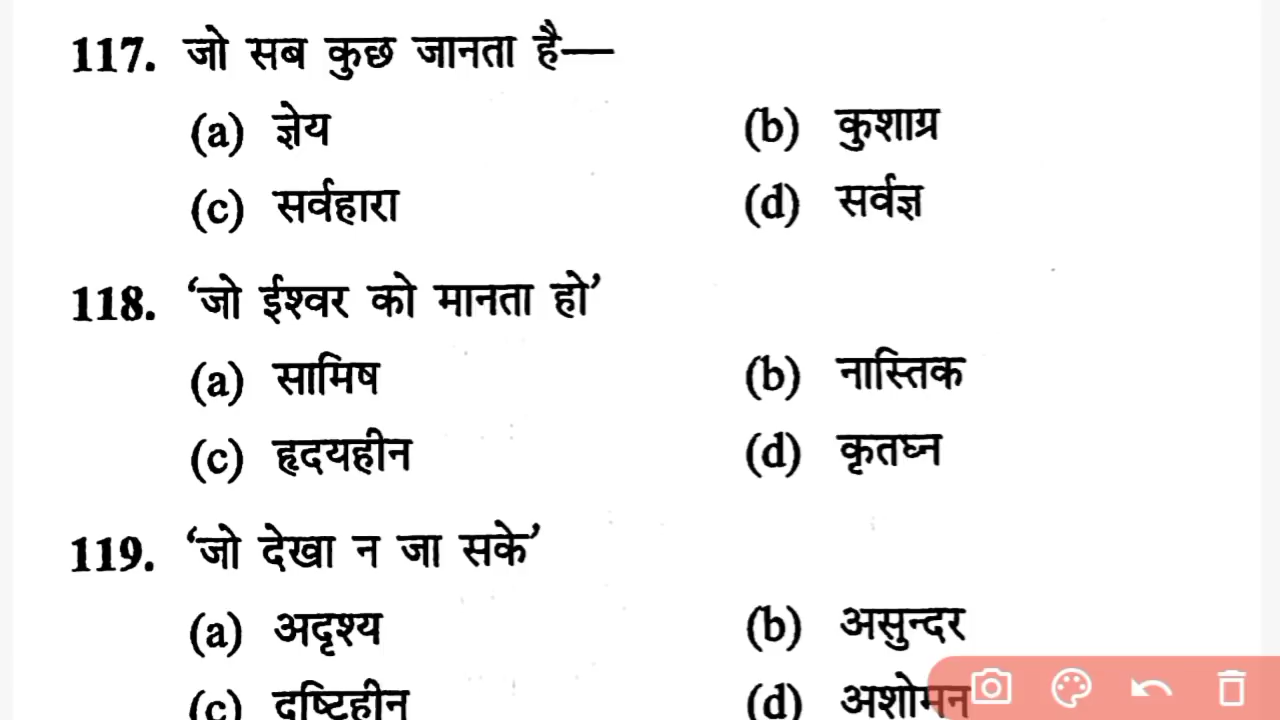 117. जो सब कुछ जानता है—
(a) ज्ञेय (b) कुशाग्र
(c) सर्वहारा (d) सर्वज्ञ
118. ‘जो ईश्वर को मानता हो’
(a) सामिष (b) नास्तिक
(c) हृदयहीन (d) कृतघ्न
119. ‘जो देखा न जा सके’
(a) अदृश्य (b) असुन्दर
(c) दृष्टिहीन (d) अशोमन